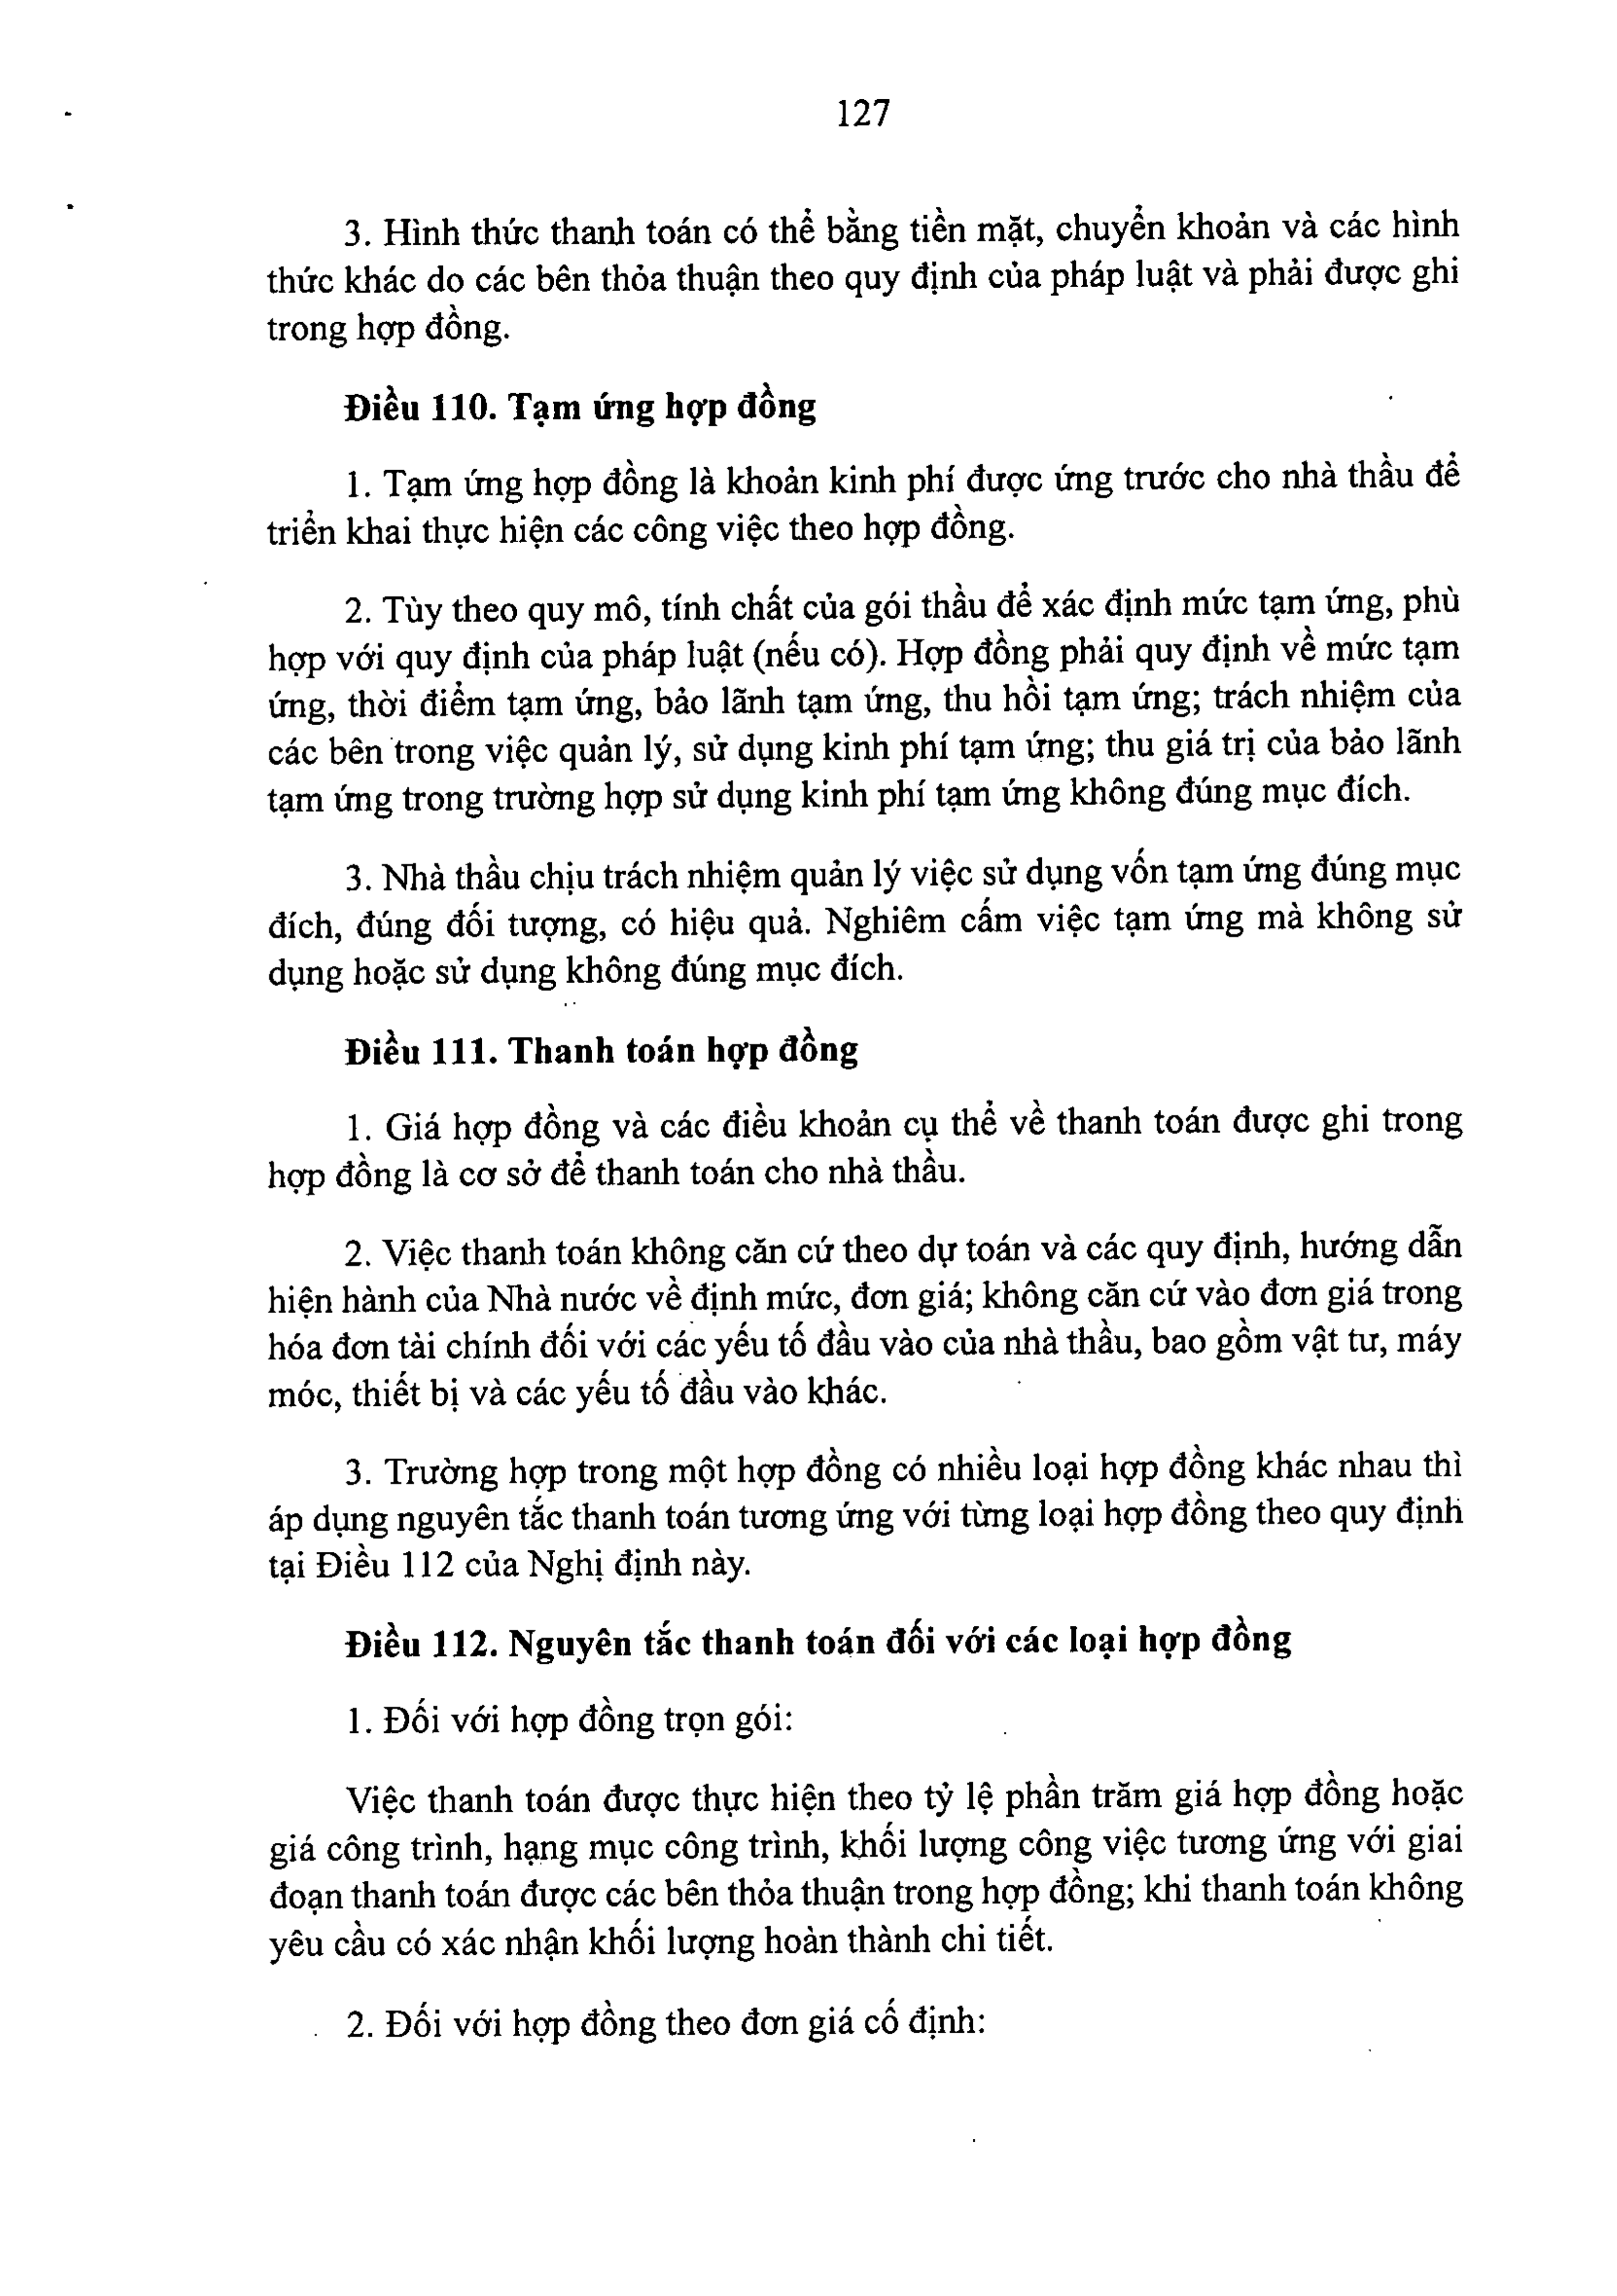 127
3. Hình thức thanh toán có thể bằng tiền mặt, chuyển khoản và các hình
thức khác do các bên thỏa thuận theo quy định của pháp luật và phải được ghi
trong hợp đồng.
Điều 110. Tạm ứng hợp đồng
1. Tạm ứng hợp đồng là khoản kinh phí được ứng trước cho nhà thầu để
triển khai thực hiện các công việc theo hợp đồng.
2. Tùy theo quy mô, tính chất của gói thầu để xác định mức tạm ứng, phù
hợp với quy định của pháp luật (nếu có). Hợp đồng phải quy định về mức tạm
ứng, thời điểm tạm ứng, bảo lãnh tạm ứng, thu hồi tạm ứng; trách nhiệm của
các bên trong việc quản lý, sử dụng kinh phí tạm ứng; thu giá trị của bảo lãnh
tạm ứng trong trường hợp sử dụng kinh phí tạm ứng không đúng mục đích.
3. Nhà thầu chịu trách nhiệm quản lý việc sử dụng vốn tạm ứng đúng mục
đích, đúng đối tượng, có hiệu quả. Nghiêm cấm việc tạm ứng mà không sử
dụng hoặc sử dụng không đúng mục đích.
Điều 111. Thanh toán hợp đồng
1. Giá hợp đồng và các điều khoản cụ thể về thanh toán được ghi trong
hợp đồng là cơ sở để thanh toán cho nhà thầu.
2. Việc thanh toán không căn cứ theo dự toán và các quy định, hướng dẫn
hiện hành của Nhà nước về định mức, đơn giá; không căn cứ vào đơn giá trong
hóa đơn tài chính đối với các yếu tố đầu vào của nhà thầu, bao gồm vật tư, máy
móc, thiết bị và các yếu tố đầu vào khác.
3. Trường hợp trong một hợp đồng có nhiều loại hợp đồng khác nhau thì
áp dụng nguyên tắc thanh toán tương ứng với từng loại hợp đồng theo quy định
tại Điều 112 của Nghị định này.
Điều 112. Nguyên tắc thanh toán đối với các loại hợp đồng
1. Đối với hợp đồng trọn gói:
Việc thanh toán được thực hiện theo tỷ lệ phần trăm giá hợp đồng hoặc
giá công trình, hạng mục công trình, khối lượng công việc tương ứng với giai
đoạn thanh toán được các bên thỏa thuận trong hợp đồng; khi thanh toán không
yêu cầu có xác nhận khối lượng hoàn thành chi tiết.
2. Đối với hợp đồng theo đơn giá cố định: